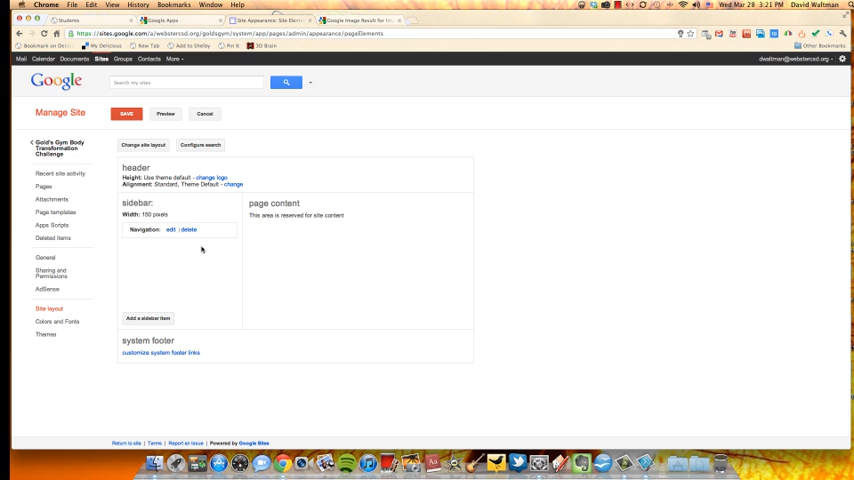 Chrome File Edit View History Bookmarks Window Help Wed Mar 28 3:21 PM David Waltman
Students Google Apps Site Appearance: Site Elem Google Image Result for
https://sites.google.com/a/webstercsd.org/goldsgym/system/app/pages/admin/appearance/pageElements
Bookmark on Deli My Delicious New Tab Add to Shelby Pin It 3D Brain Other Bookmarks
Mail Calendar Documents Sites Groups Contacts More dwaltman@webstercsd.org
Google Search my sites
Manage Site SAVE Preview Cancel
Gold's Gym Body
Transformation
Challenge
Recent site activity
Pages
Attachments
Page templates
Apps Scripts
Deleted items
General
Sharing and
Permissions
AdSense
Site layout
Colors and Fonts
Themes
Change site layout Configure search
header
Height: Use theme default - change logo
Alignment: Standard, Theme Default - change
sidebar:
Width: 150 pixels
Navigation: edit | delete
Add a sidebar item
page content
This area is reserved for site content
system footer
customize system footer links
Return to site | Terms | Report an Issue | Powered by Google Sites